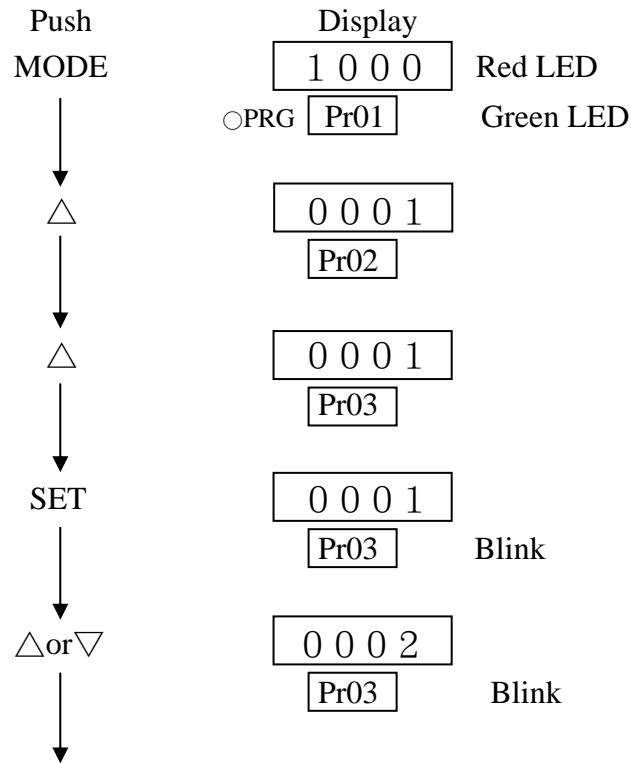 Push Display
MODE 1 0 0 0 Red LED
○PRG Pr01 Green LED
△ 0 0 0 1
Pr02
△ 0 0 0 1
Pr03
SET 0 0 0 1
Pr03 Blink
△or▽ 0 0 0 2
Pr03 Blink